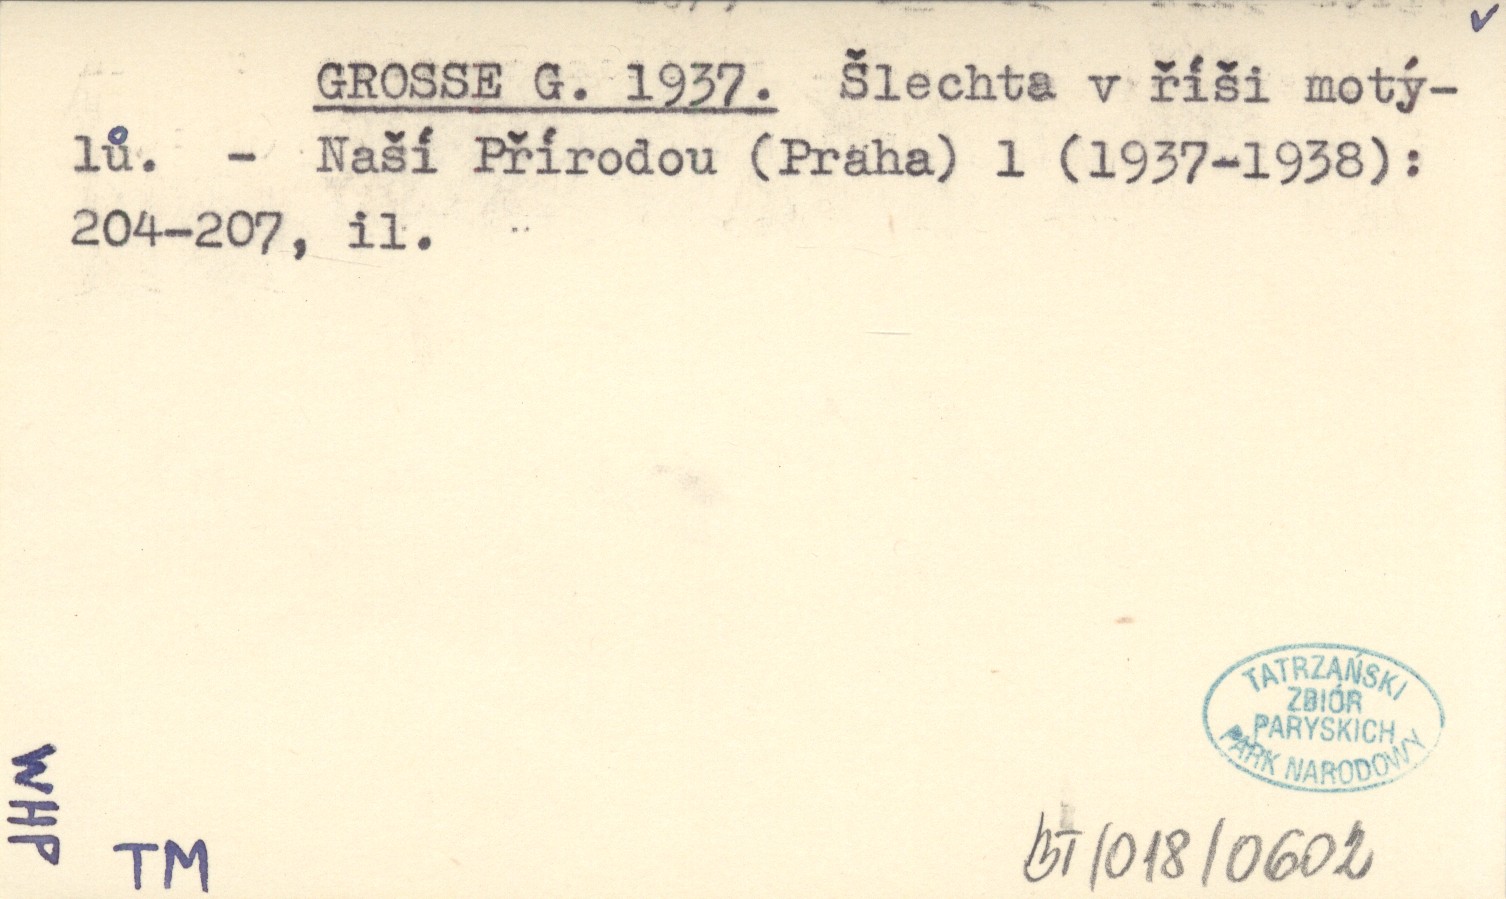 GROSSE G. 1937. Šlechta v říši motý-
lů. - Naší Přírodou (Praha) 1 (1937-1938):
204-207, il.
TATRZAŃSKI
ZBIÓR
PARYSKICH
PARK NARODOWY
WHP
TM
BT/018/0602